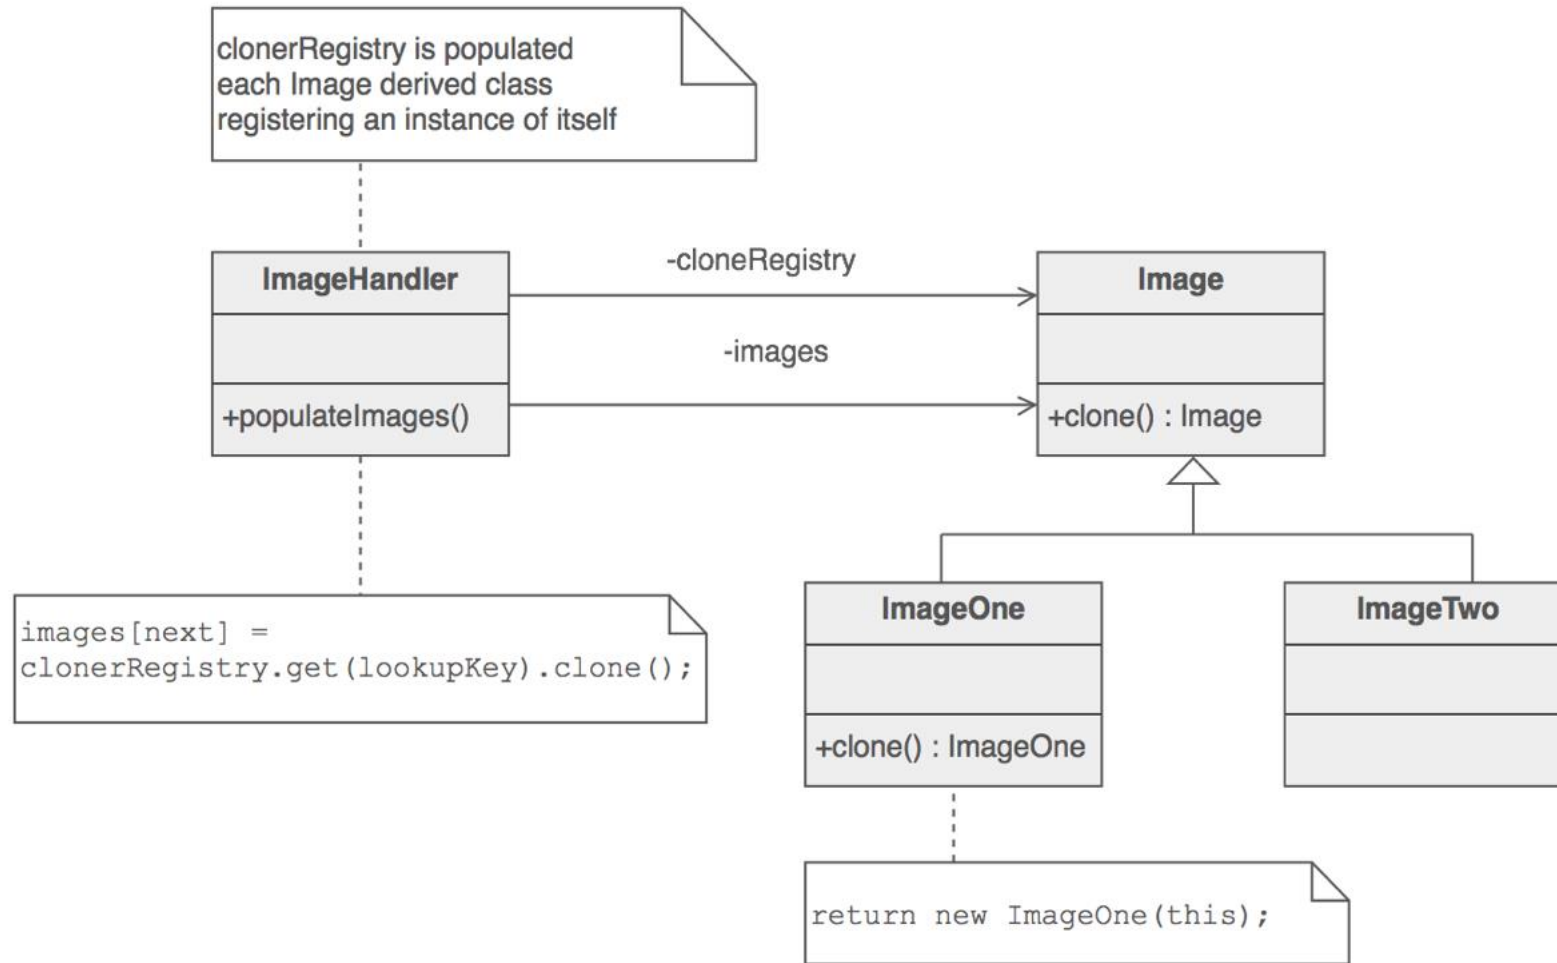 clonerRegistry is populated
each Image derived class
registering an instance of itself
ImageHandler
+populateImages()
-cloneRegistry
-images
Image
+clone() : Image
images[next] =
clonerRegistry.get(lookupKey).clone();
ImageOne
+clone() : ImageOne
ImageTwo
return new ImageOne(this);